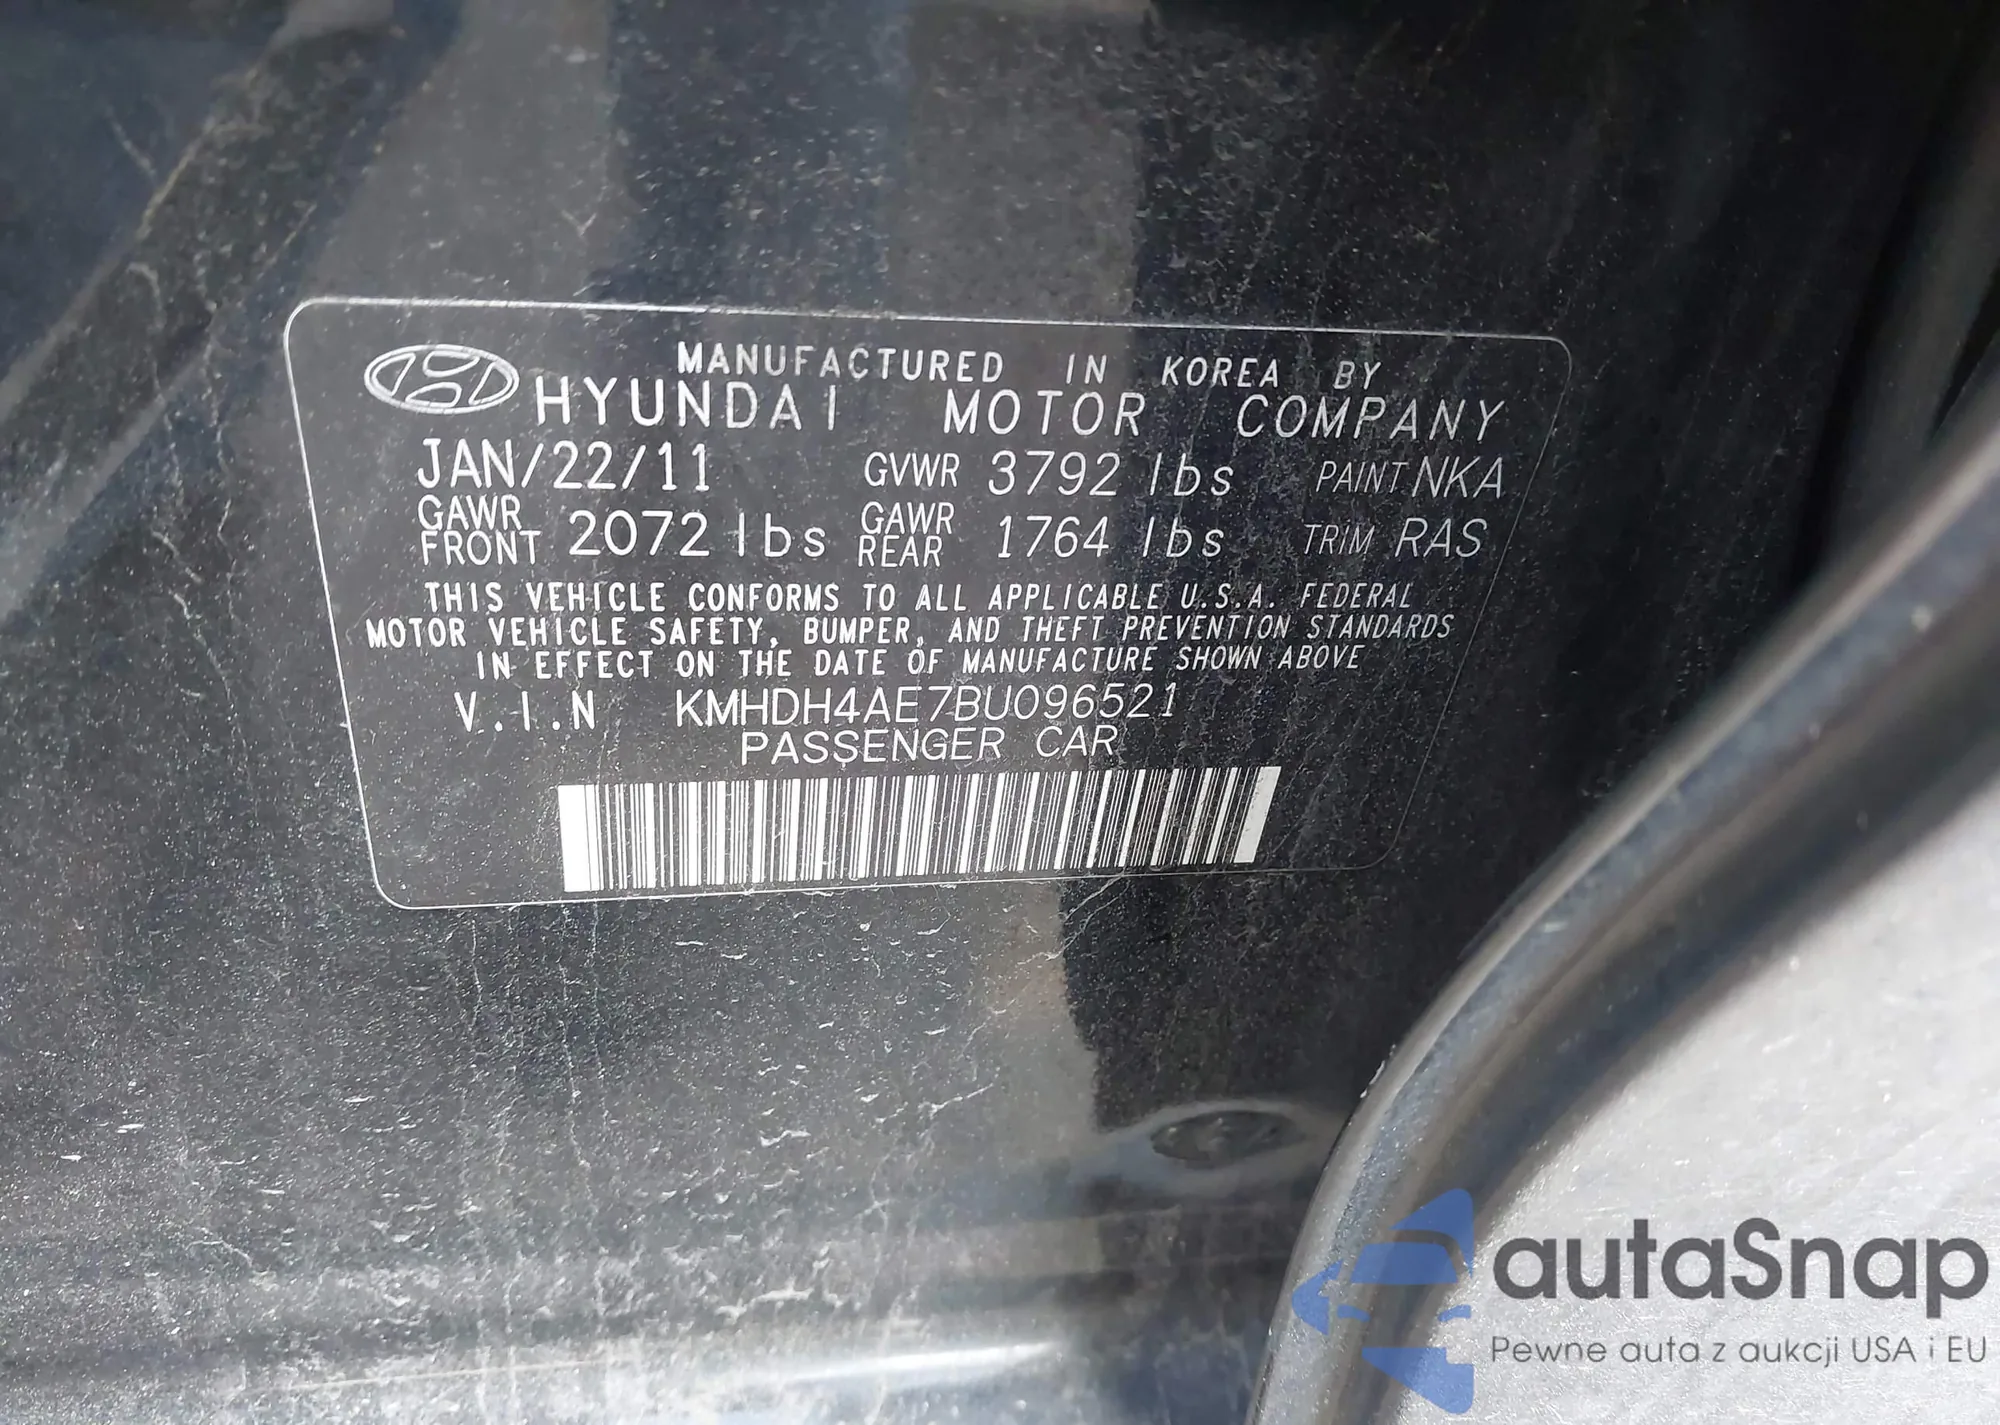 MANUFACTURED IN KOREA BY
HYUNDAI MOTOR COMPANY
JAN/22/11 GVWR 3792 lbs PAINT NKA
GAWR FRONT 2072 lbs GAWR REAR 1764 lbs TRIM RAS
THIS VEHICLE CONFORMS TO ALL APPLICABLE U.S.A. FEDERAL
MOTOR VEHICLE SAFETY, BUMPER, AND THEFT PREVENTION STANDARDS
IN EFFECT ON THE DATE OF MANUFACTURE SHOWN ABOVE
V.I.N KMHDH4AE7BU096521
PASSENGER CAR
autaSnap
Pewne auta z aukcji USA i EU